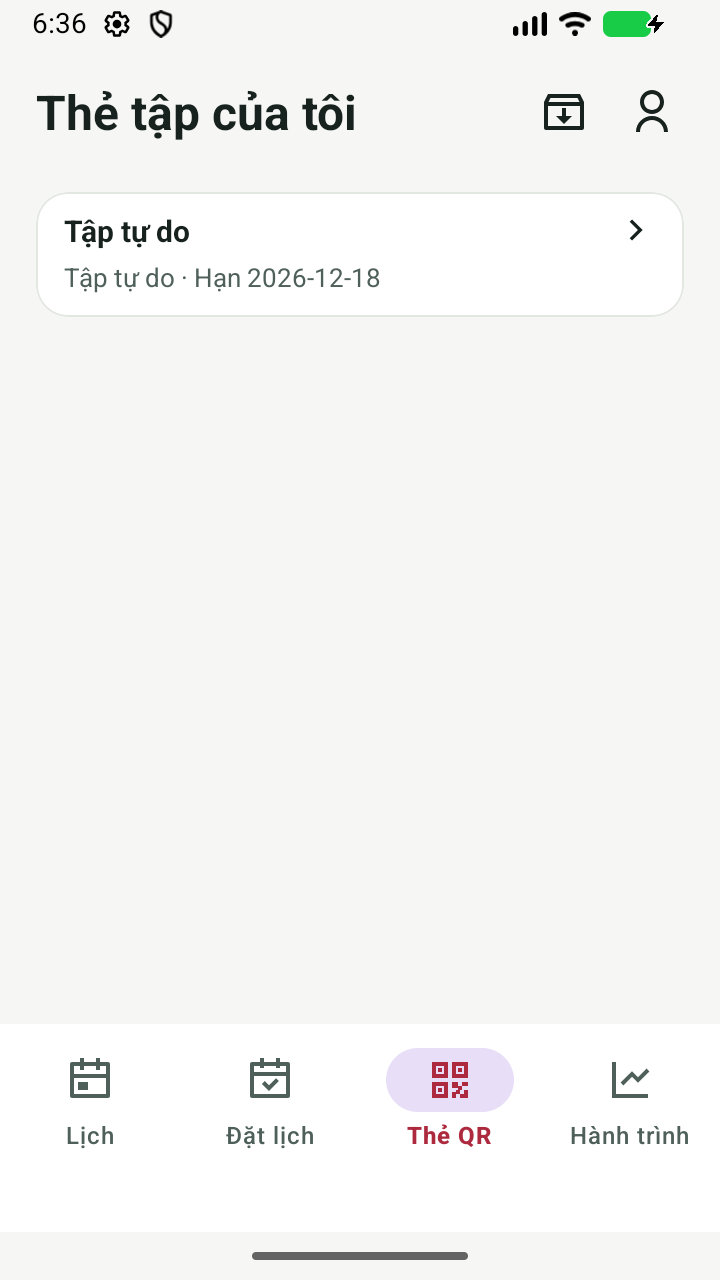 6:36
Thẻ tập của tôi
Tập tự do
Tập tự do · Hạn 2026-12-18
Lịch
Đặt lịch
Thẻ QR
Hành trình